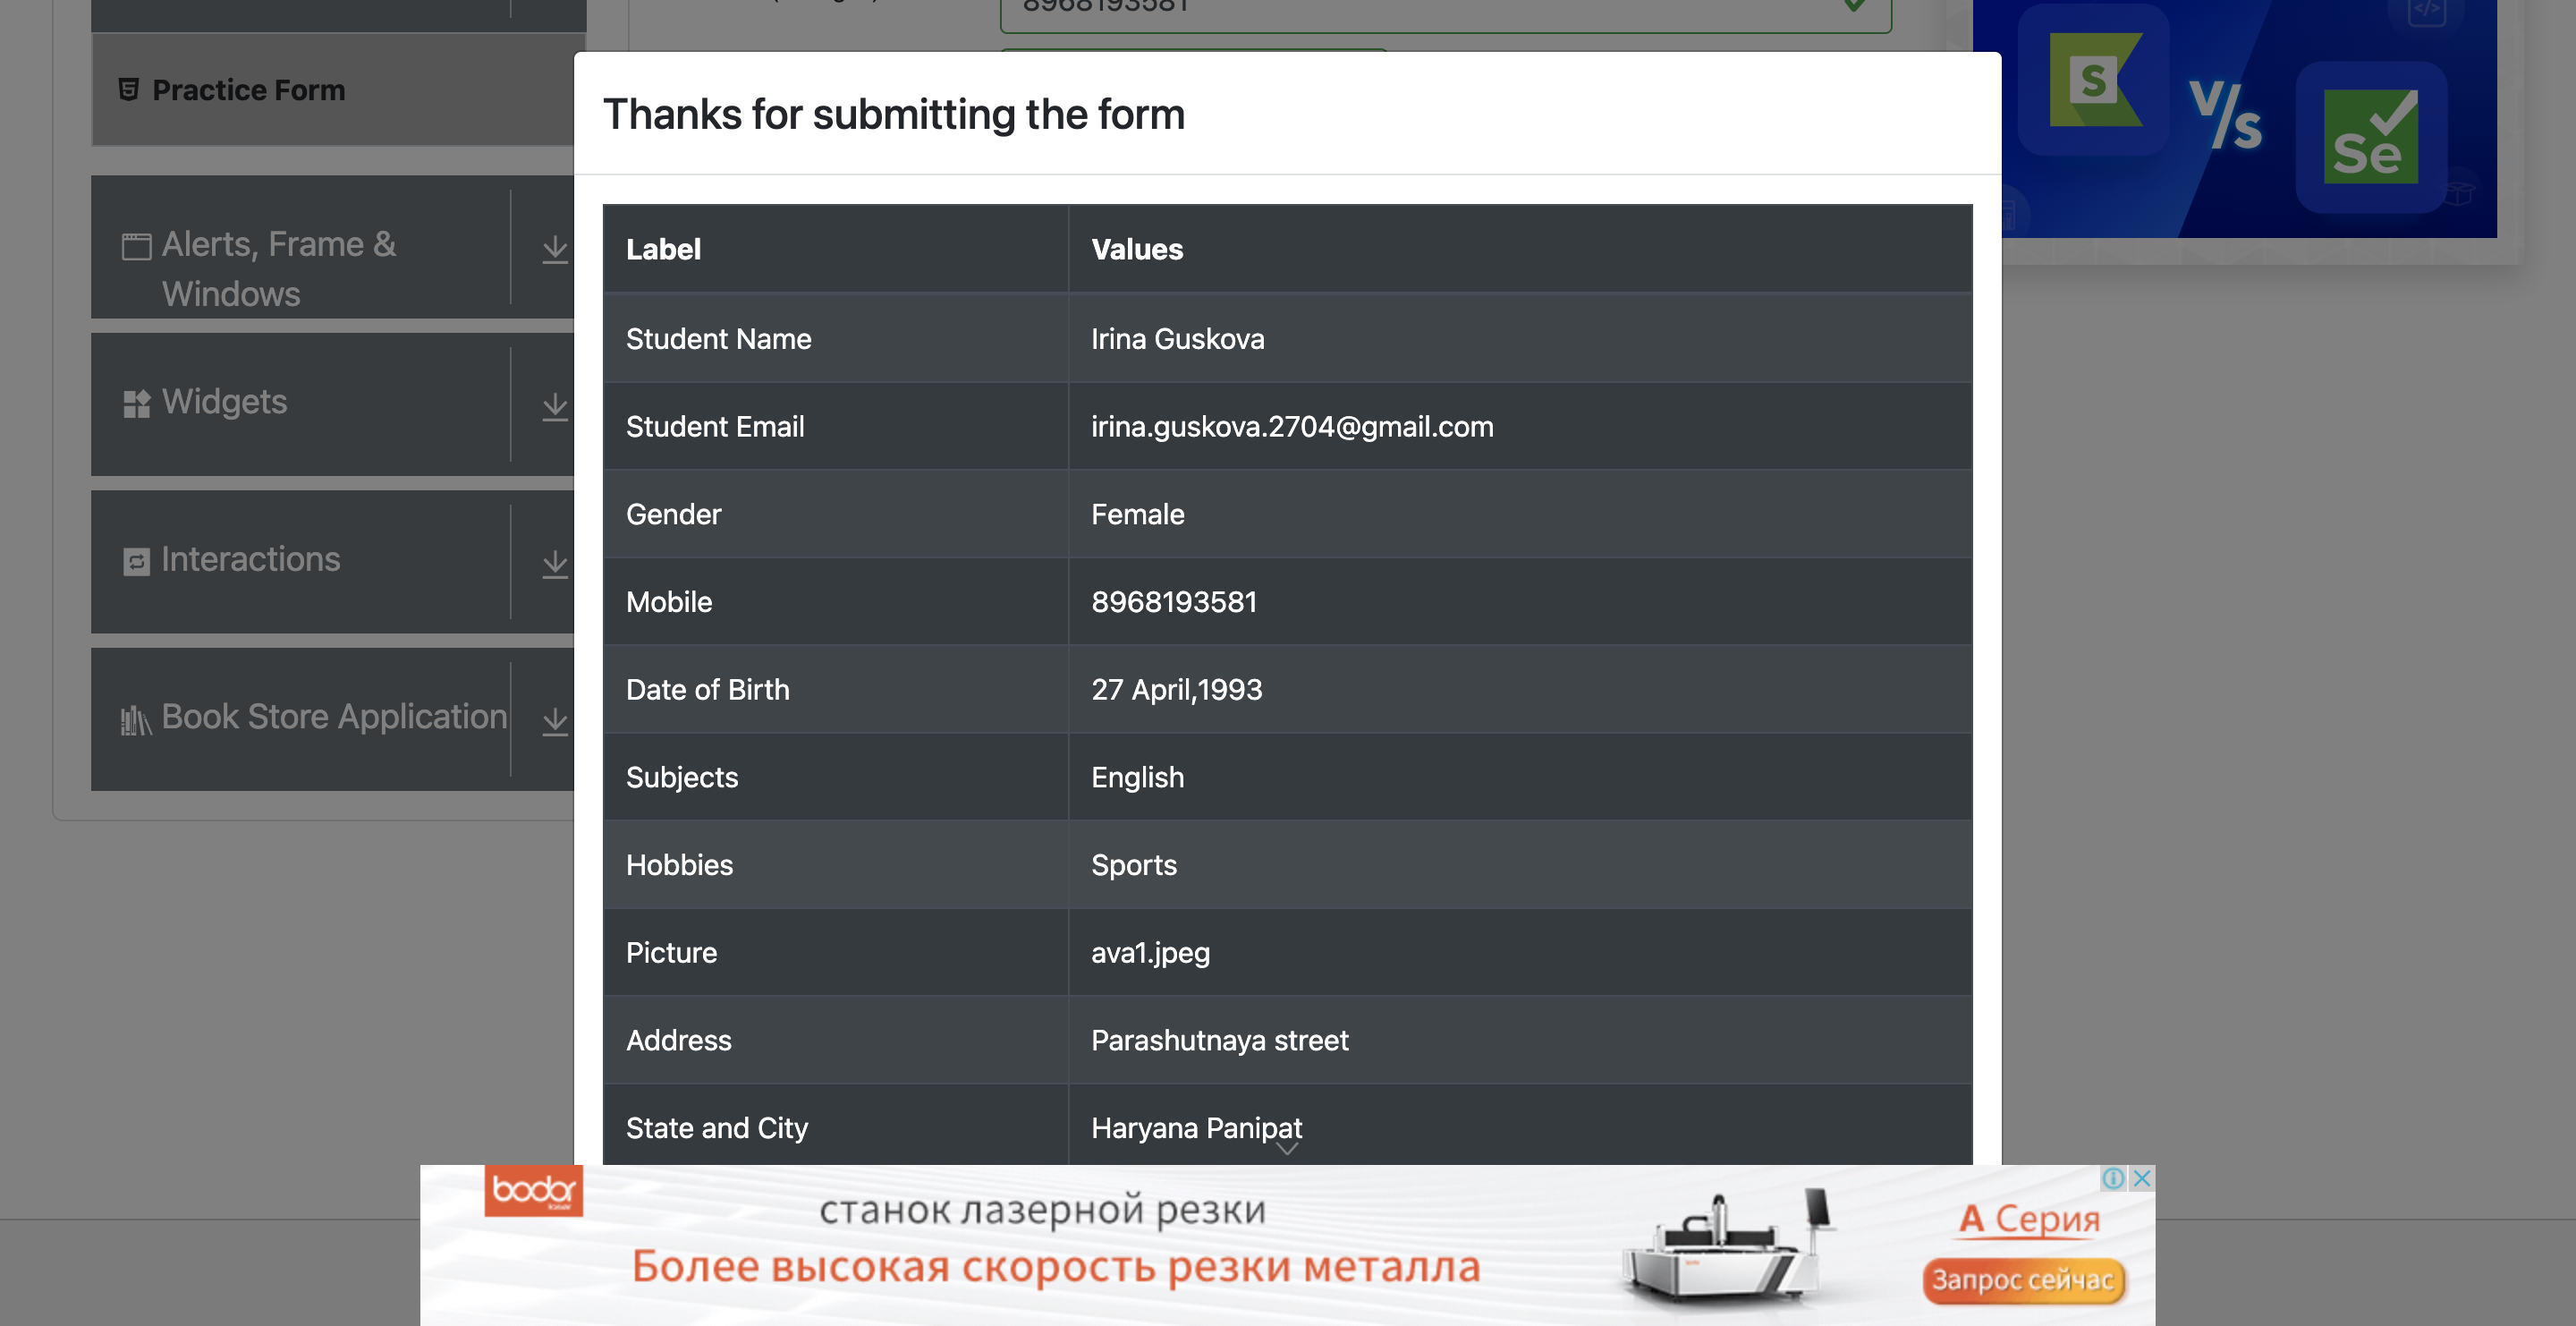 8968193581
Practice Form
Alerts, Frame &
Windows
Widgets
Interactions
Book Store Application
Thanks for submitting the form
Label Values
Student Name Irina Guskova
Student Email irina.guskova.2704@gmail.com
Gender Female
Mobile 8968193581
Date of Birth 27 April,1993
Subjects English
Hobbies Sports
Picture ava1.jpeg
Address Parashutnaya street
State and City Haryana Panipat
S
V/s
Se
</>
bodor
станок лазерной резки
Более высокая скорость резки металла
А Серия
Запрос сейчас